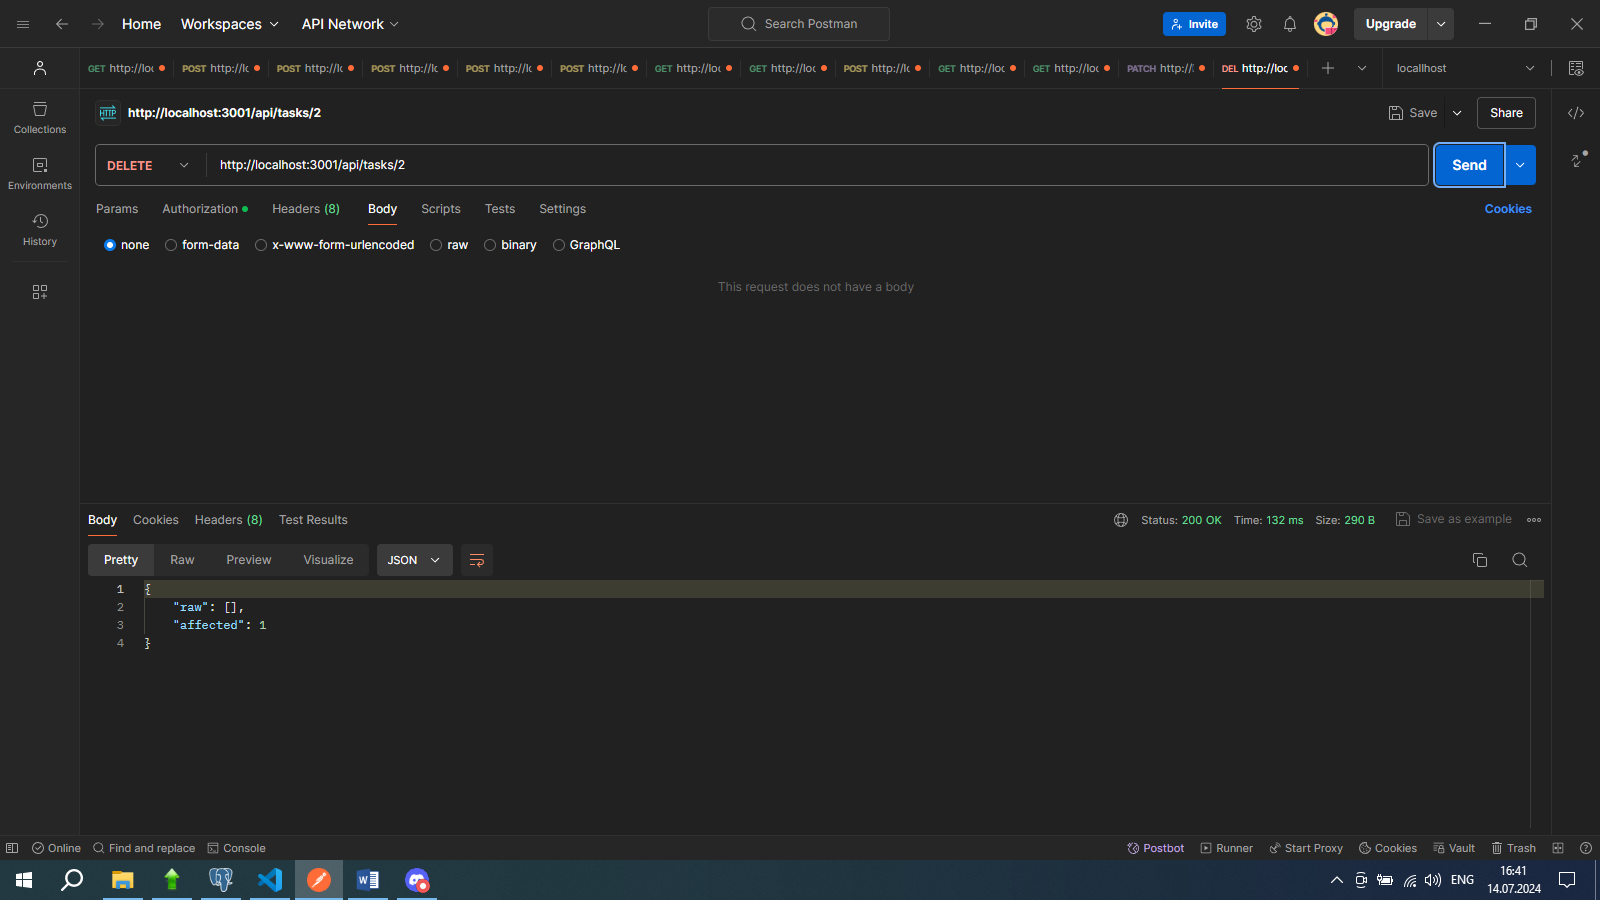 Home Workspaces API Network Search Postman Invite Upgrade
GET http://loc POST http://lc POST http://lc POST http://lc POST http://lc POST http://lc GET http://loc GET http://loc POST http://lc GET http://loc GET http://loc PATCH http:// DEL http://loc localhost
HTTP http://localhost:3001/api/tasks/2 Save Share
Collections
DELETE http://localhost:3001/api/tasks/2 Send
Environments
Params Authorization Headers (8) Body Scripts Tests Settings Cookies
History
none form-data x-www-form-urlencoded raw binary GraphQL
This request does not have a body
Body Cookies Headers (8) Test Results Status: 200 OK Time: 132 ms Size: 290 B Save as example
Pretty Raw Preview Visualize JSON
1 {
2 "raw": [],
3 "affected": 1
4 }
Online Find and replace Console Postbot Runner Start Proxy Cookies Vault Trash
ENG 16:41
14.07.2024